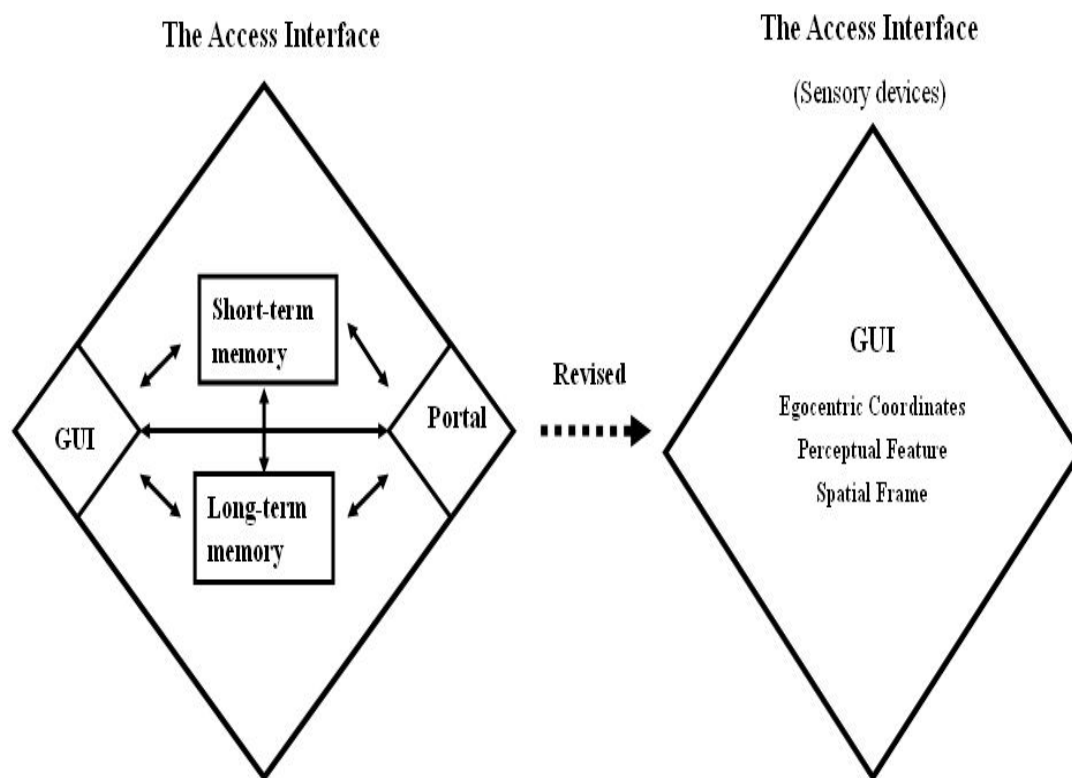 The Access Interface
Short-term
memory
GUI
Portal
Long-term
memory
Revised
The Access Interface
(Sensory devices)
GUI
Egocentric Coordinates
Perceptual Feature
Spatial Frame